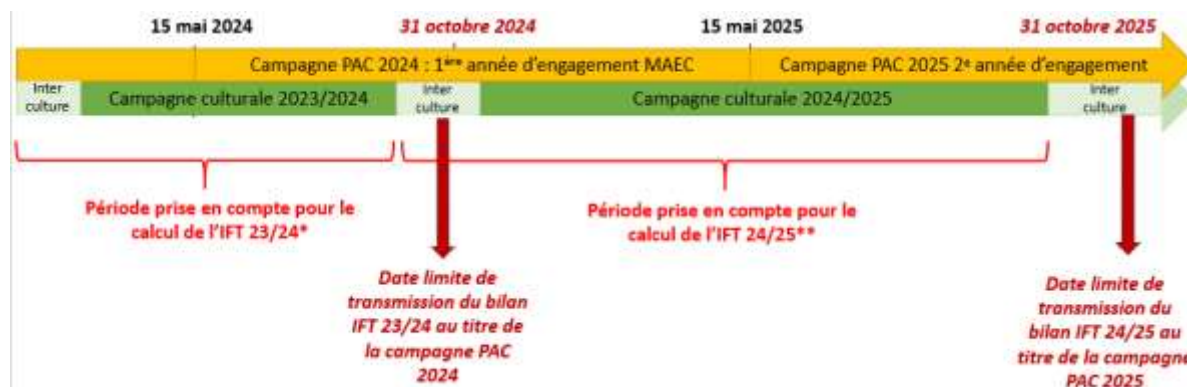 15 mai 2024
31 octobre 2024
15 mai 2025
31 octobre 2025
Campagne PAC 2024 : 1ère année d'engagement MAEC
Campagne PAC 2025 2e année d'engagement
Inter
culture
Campagne culturale 2023/2024
Inter
culture
Campagne culturale 2024/2025
Inter
culture
Période prise en compte pour le
calcul de l'IFT 23/24*
Période prise en compte pour le
calcul de l'IFT 24/25**
Date limite de
transmission du bilan
IFT 23/24 au titre de
la campagne PAC
2024
Date limite de
transmission du
bilan IFT 24/25 au
titre de la campagne
PAC 2025